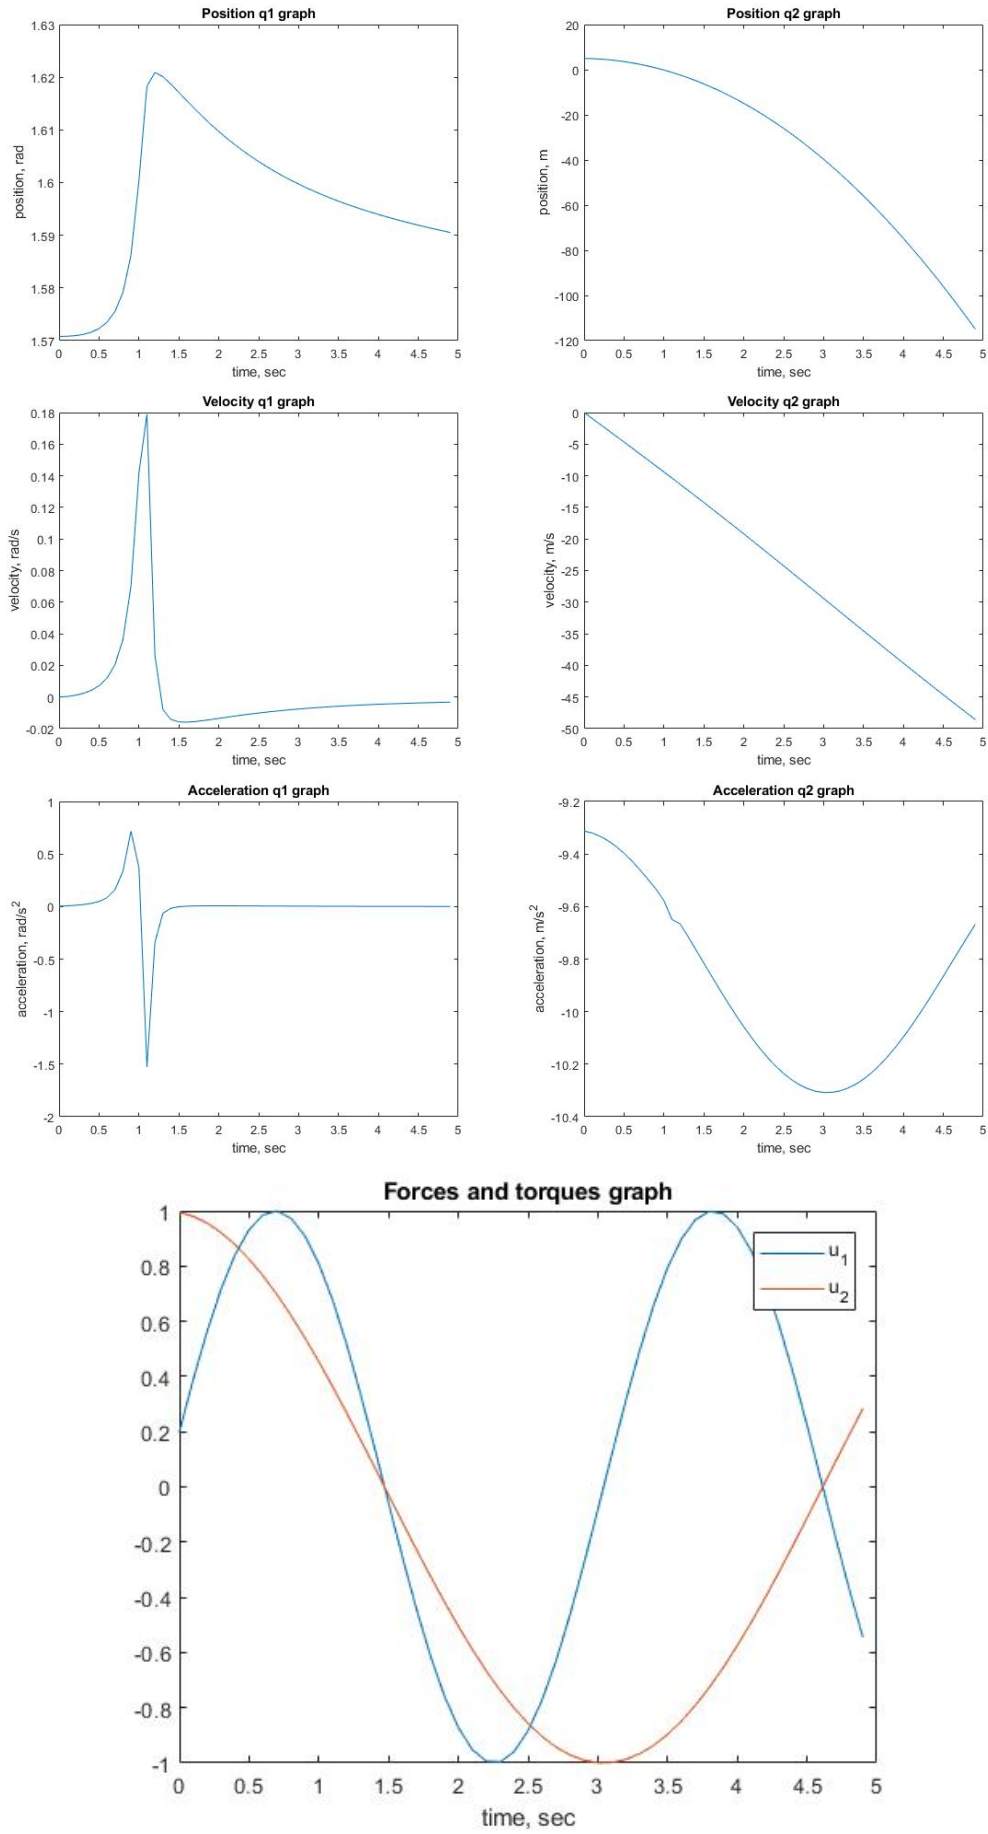 Position q1 graph
1.63
1.62
1.61
1.6
1.59
1.58
1.57
position, rad
0 0.5 1 1.5 2 2.5 3 3.5 4 4.5 5
time, sec
Position q2 graph
20
0
-20
-40
-60
-80
-100
-120
position, m
0 0.5 1 1.5 2 2.5 3 3.5 4 4.5 5
time, sec
Velocity q1 graph
0.18
0.16
0.14
0.12
0.1
0.08
0.06
0.04
0.02
0
-0.02
velocity, rad/s
0 0.5 1 1.5 2 2.5 3 3.5 4 4.5 5
time, sec
Velocity q2 graph
0
-5
-10
-15
-20
-25
-30
-35
-40
-45
-50
velocity, m/s
0 0.5 1 1.5 2 2.5 3 3.5 4 4.5 5
time, sec
Acceleration q1 graph
1
0.5
0
-0.5
-1
-1.5
-2
acceleration, rad/s²
0 0.5 1 1.5 2 2.5 3 3.5 4 4.5 5
time, sec
Acceleration q2 graph
-9.2
-9.4
-9.6
-9.8
-10
-10.2
-10.4
acceleration, m/s²
0 0.5 1 1.5 2 2.5 3 3.5 4 4.5 5
time, sec
Forces and torques graph
1
0.8
0.6
0.4
0.2
0
-0.2
-0.4
-0.6
-0.8
-1
u₁
u₂
0 0.5 1 1.5 2 2.5 3 3.5 4 4.5 5
time, sec